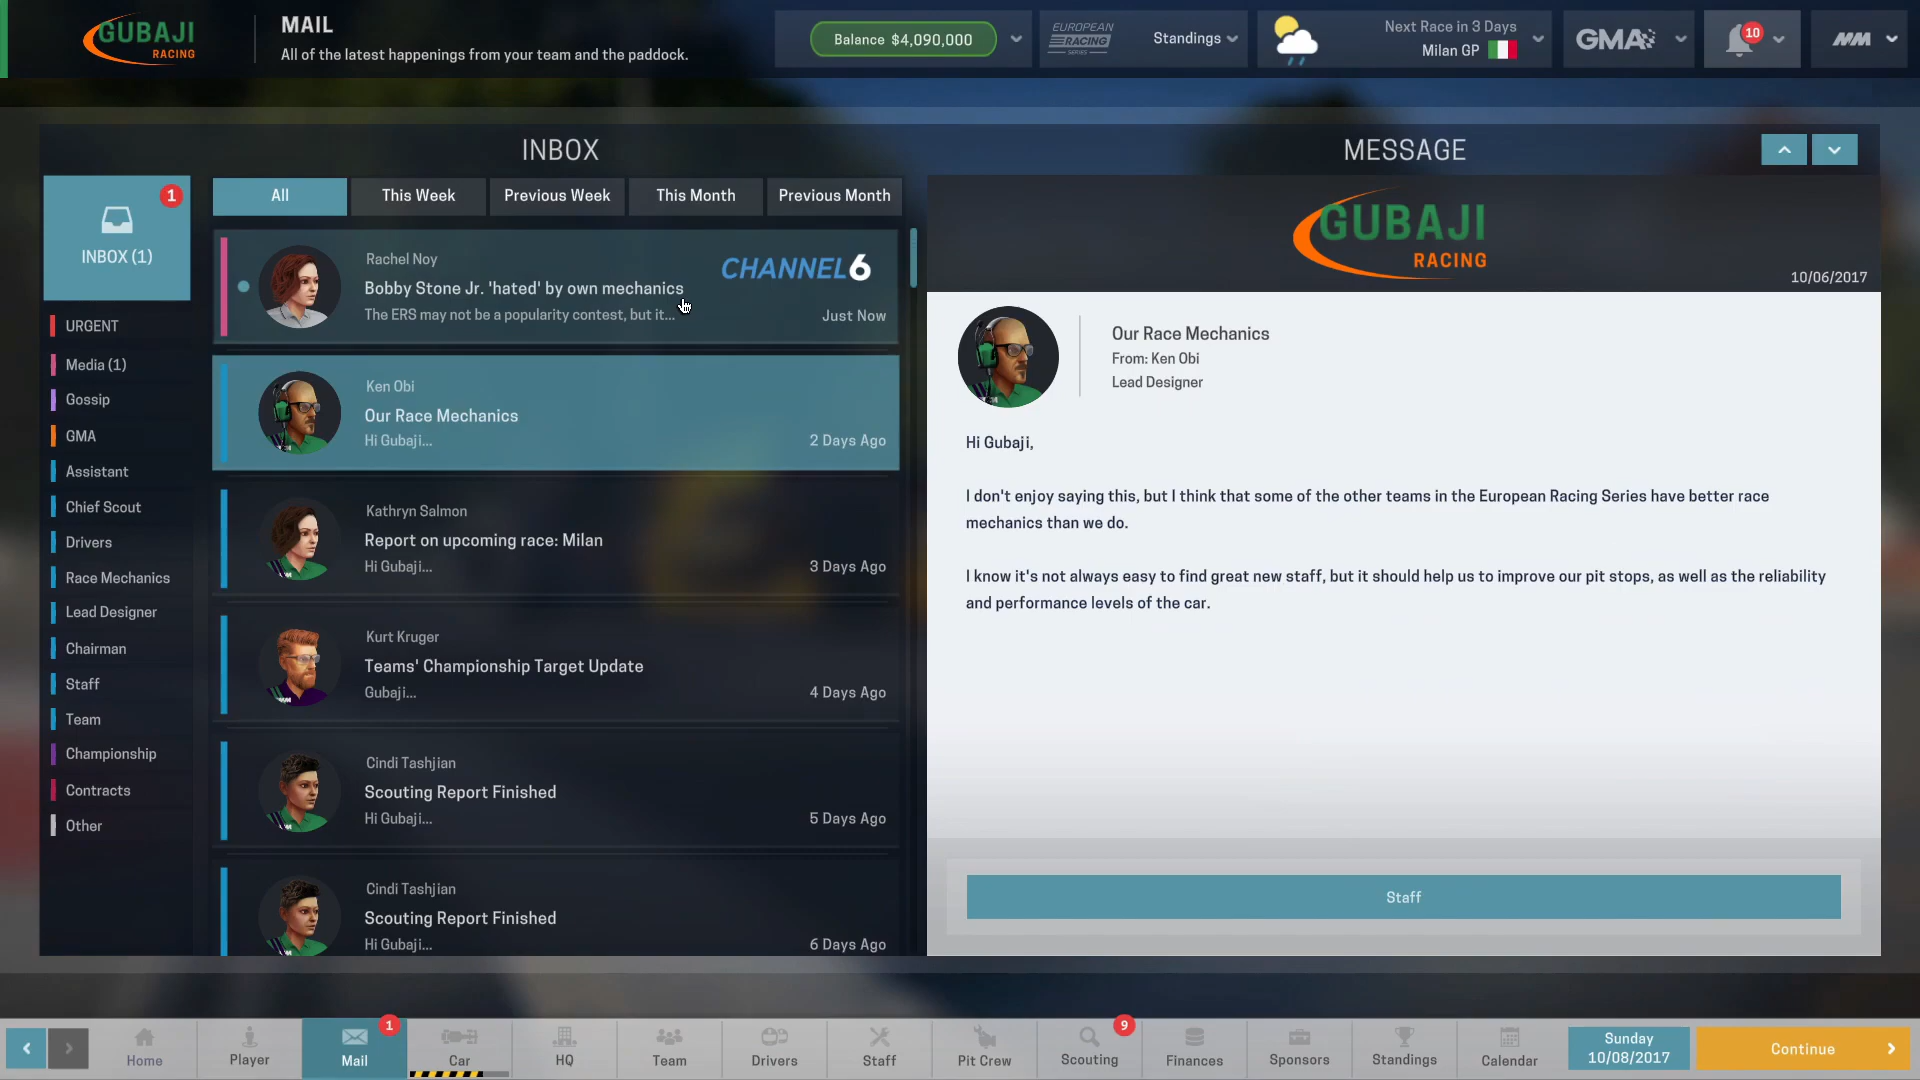 GUBAJI
RACING
MAIL
All of the latest happenings from your team and the paddock.
Balance $4,090,000
EUROPEAN
RACING
SERIES
Standings
Next Race in 3 Days
Milan GP
GMA
10
MM
INBOX
1
INBOX (1)
All
This Week
Previous Week
This Month
Previous Month
URGENT
Media (1)
Gossip
GMA
Assistant
Chief Scout
Drivers
Race Mechanics
Lead Designer
Chairman
Staff
Team
Championship
Contracts
Other
Rachel Noy
Bobby Stone Jr. 'hated' by own mechanics
The ERS may not be a popularity contest, but it...
CHANNEL6
Just Now
Ken Obi
Our Race Mechanics
Hi Gubaji...
2 Days Ago
Kathryn Salmon
Report on upcoming race: Milan
Hi Gubaji...
3 Days Ago
Kurt Kruger
Teams' Championship Target Update
Gubaji...
4 Days Ago
Cindi Tashjian
Scouting Report Finished
Hi Gubaji...
5 Days Ago
Cindi Tashjian
Scouting Report Finished
Hi Gubaji...
6 Days Ago
MESSAGE
GUBAJI
RACING
10/06/2017
Our Race Mechanics
From: Ken Obi
Lead Designer
Hi Gubaji,
I don't enjoy saying this, but I think that some of the other teams in the European Racing Series have better race
mechanics than we do.
I know it's not always easy to find great new staff, but it should help us to improve our pit stops, as well as the reliability
and performance levels of the car.
Staff
Home
Player
1
Mail
Car
HQ
Team
Drivers
Staff
Pit Crew
9
Scouting
Finances
Sponsors
Standings
Calendar
Sunday
10/08/2017
Continue